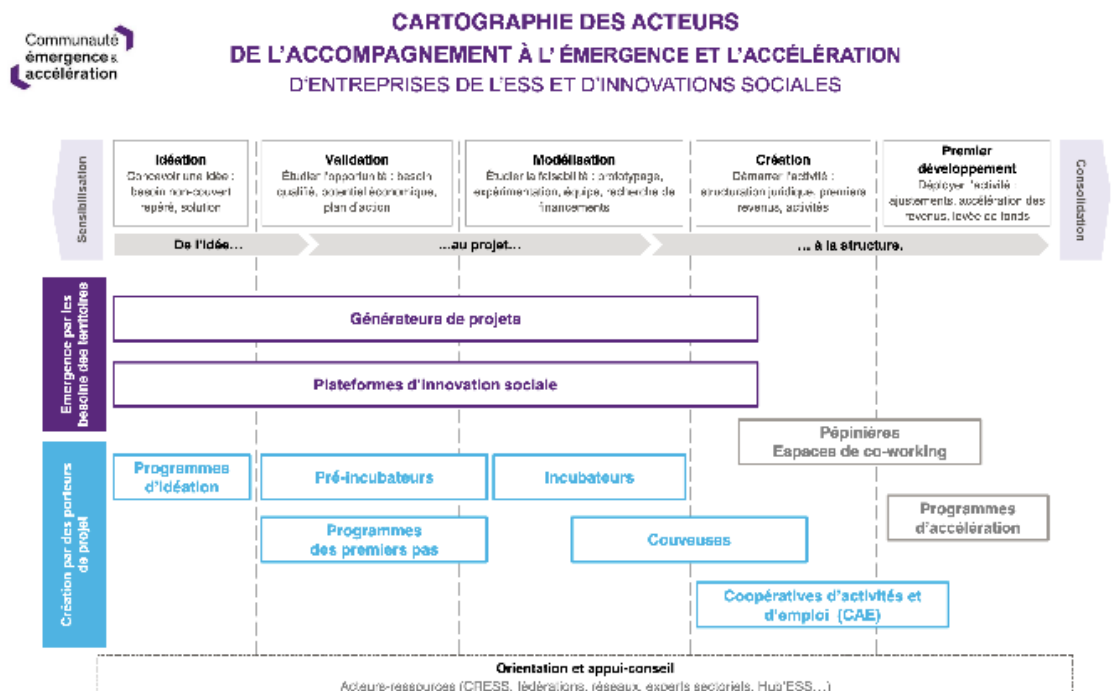 Communauté
émergence &
accélération
CARTOGRAPHIE DES ACTEURS
DE L'ACCOMPAGNEMENT À L' ÉMERGENCE ET L'ACCÉLÉRATION
D'ENTREPRISES DE L'ESS ET D'INNOVATIONS SOCIALES
Sensibilisation
Idéation
Concevoir une idée :
besoin non-couvert
repéré, solution
Validation
Étudier l'opportunité : besoin
qualifié, potentiel économique,
plan d'action
Modélisation
Étudier la faisabilité : prototypage,
expérimentation, équipe, recherche de
financements
Création
Démarrer l'activité :
structuration juridique, premiers
revenus, activités
Premier
développement
Déployer l'activité :
ajustements, accélération des
revenus, levée de fonds
Consolidation
De l'idée...
...au projet...
... à la structure.
Emergence par les
besoins des territoires
Générateurs de projets
Plateformes d'innovation sociale
Pépinières
Espaces de co-working
Création par des porteurs
de projet
Programmes
d'idéation
Pré-incubateurs
Incubateurs
Programmes
d'accélération
Programmes
des premiers pas
Couveuses
Coopératives d'activités et
d'emploi (CAE)
Orientation et appui-conseil
Acteurs-ressources (CRESS, fédérations, réseaux, experts sectoriels, Hub'ESS...)